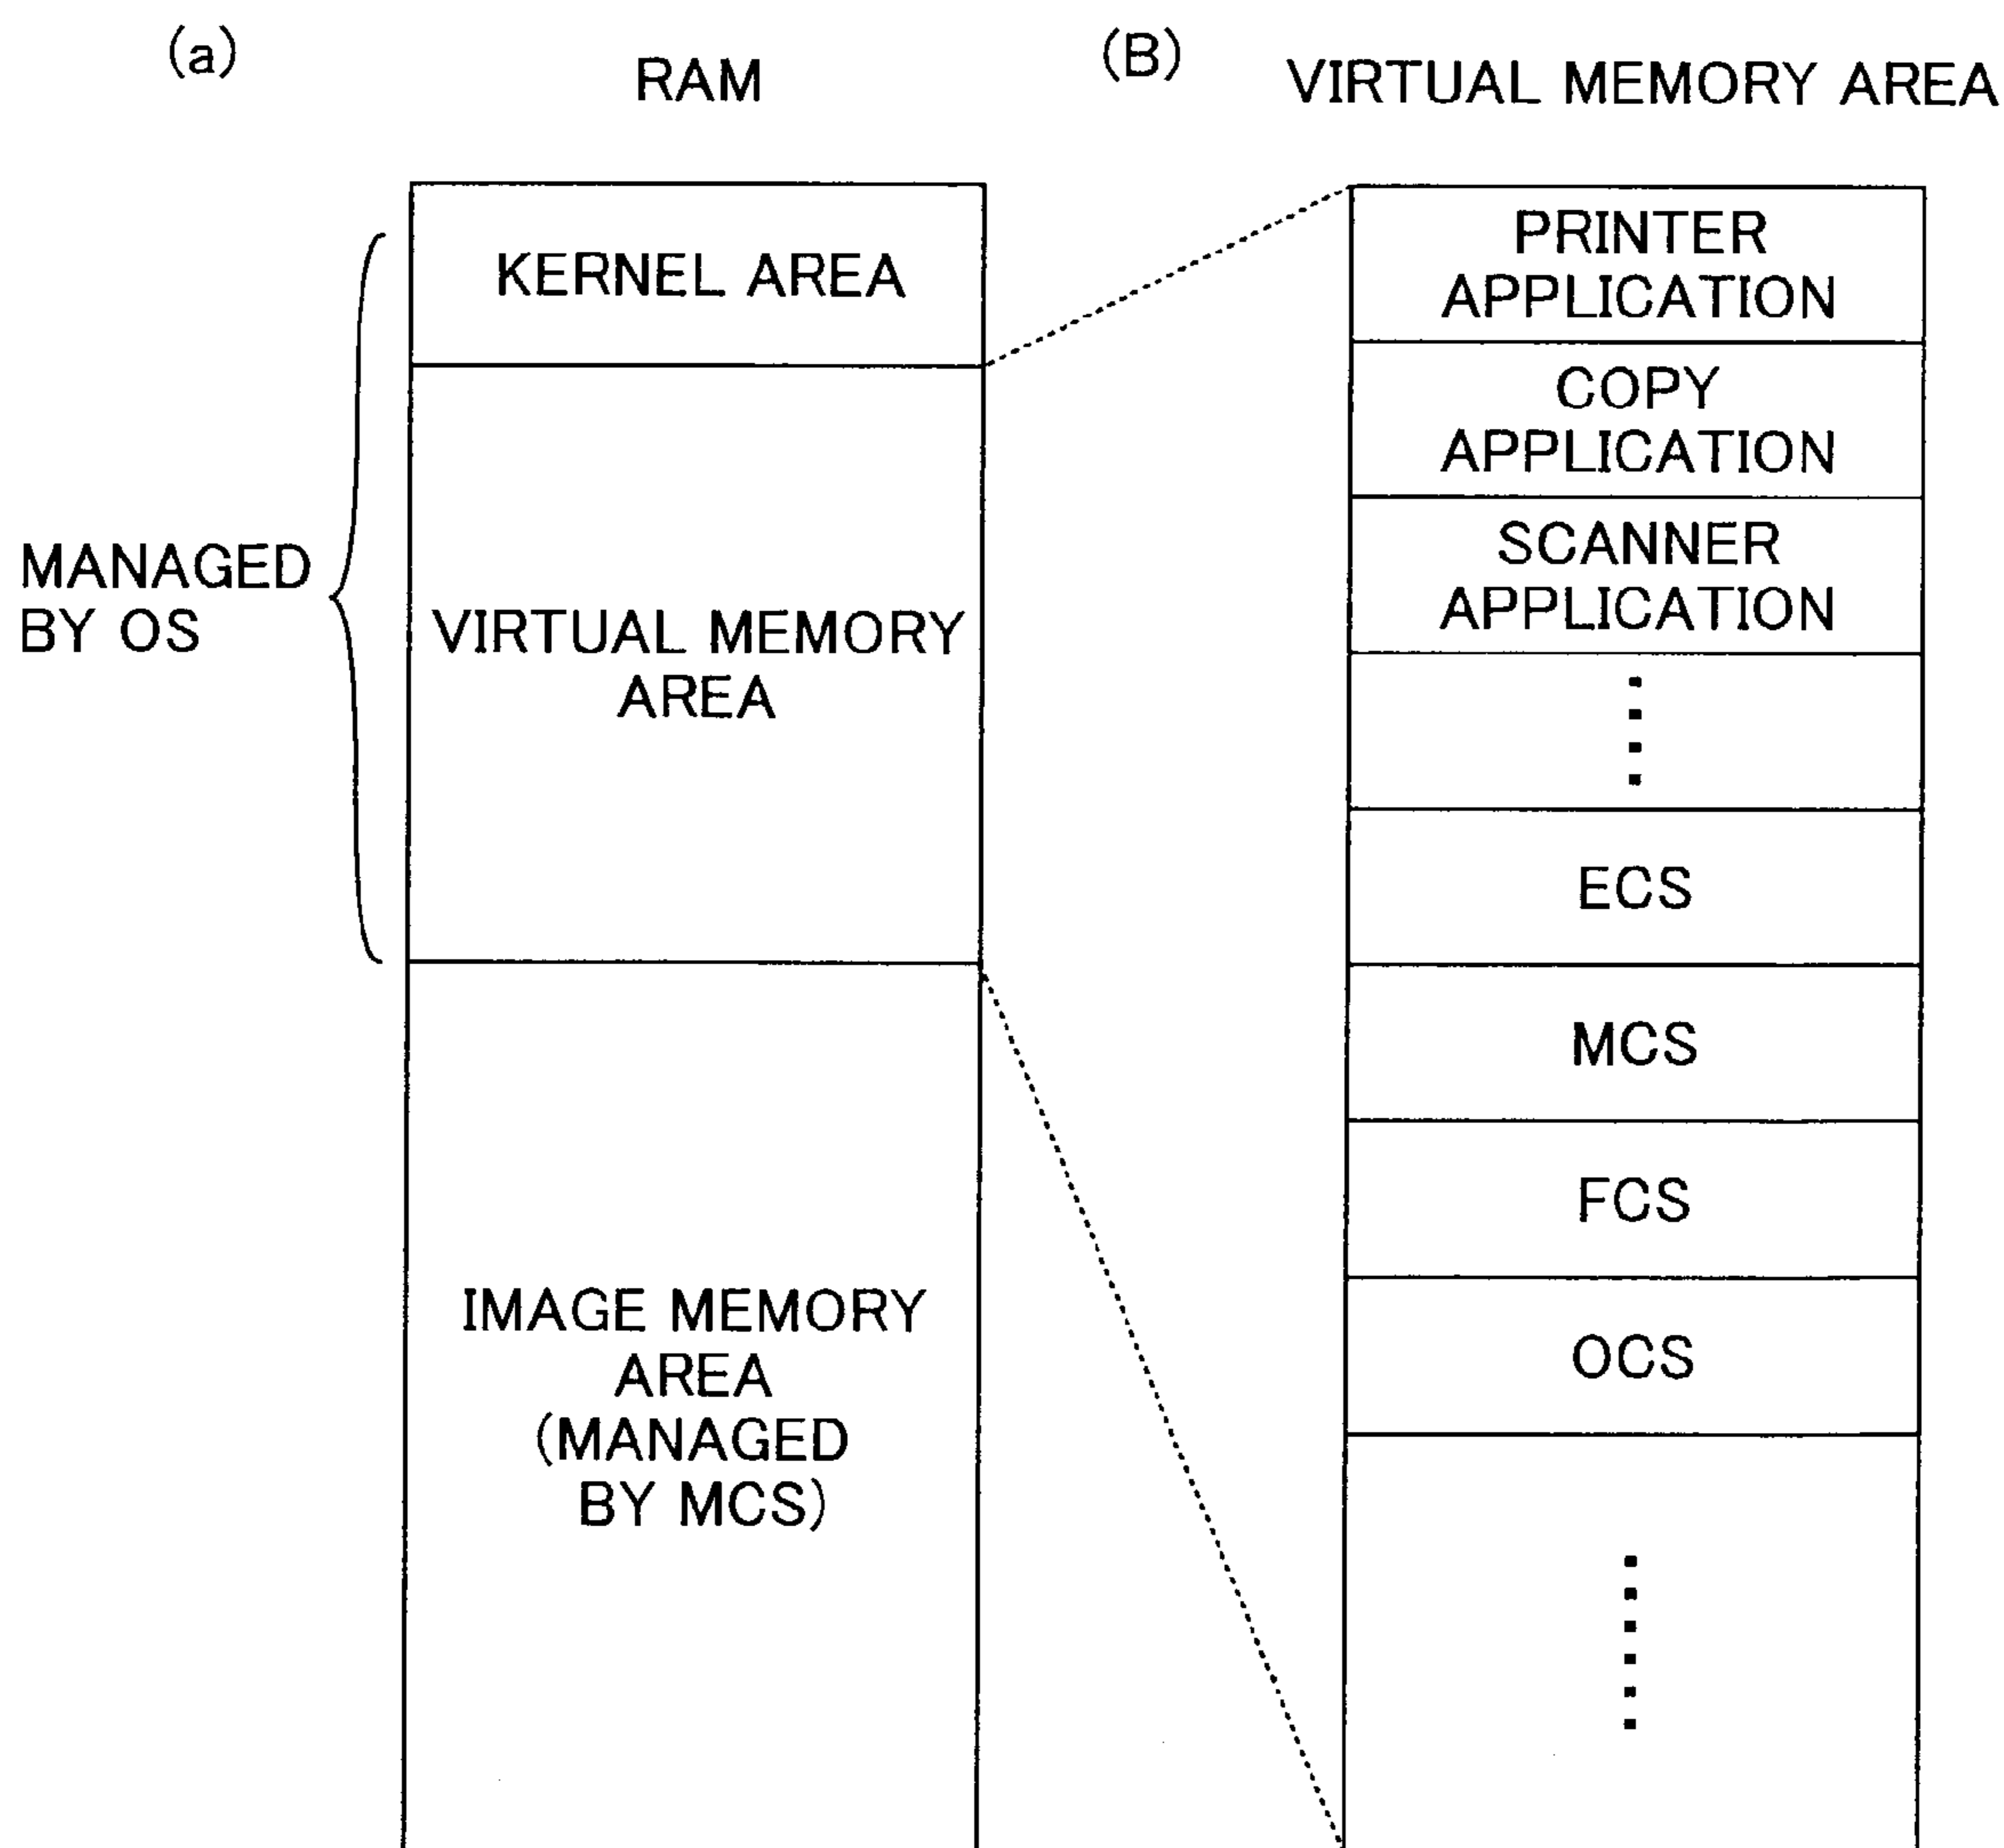 (a)
RAM
KERNEL AREA
VIRTUAL MEMORY
AREA
MANAGED
BY OS
IMAGE MEMORY
AREA
(MANAGED
BY MCS)
(B)
VIRTUAL MEMORY AREA
PRINTER
APPLICATION
COPY
APPLICATION
SCANNER
APPLICATION
ECS
MCS
FCS
OCS